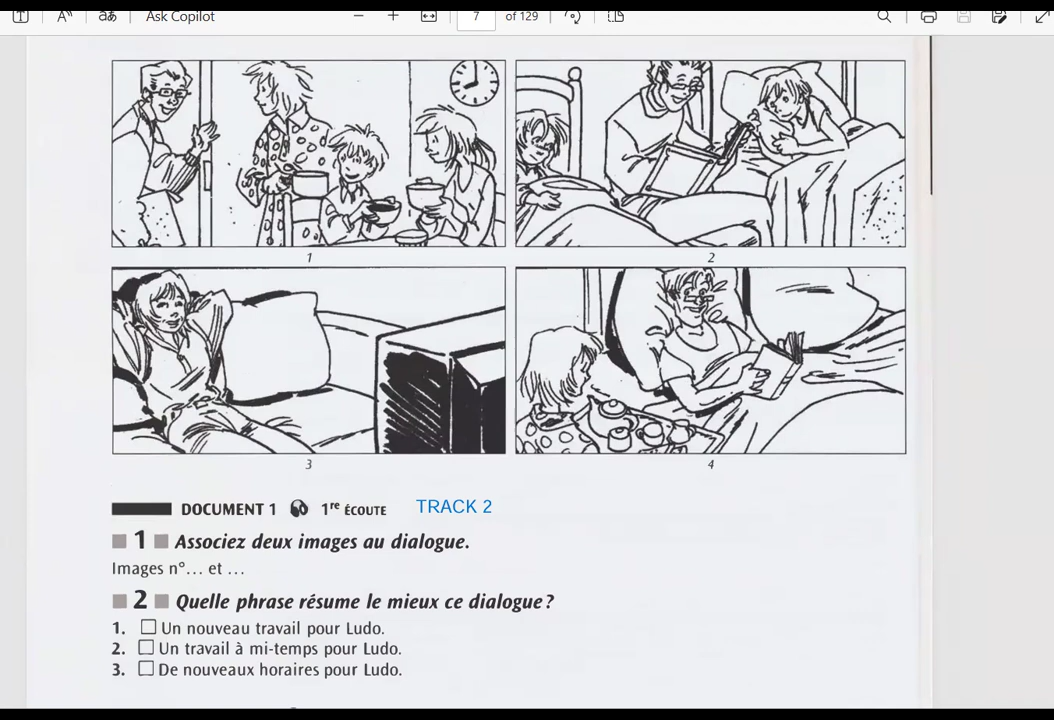 Ask Copilot
7 of 129
1
2
3
4
DOCUMENT 1 1re ÉCOUTE TRACK 2
1 Associez deux images au dialogue.
Images n°... et ...
2 Quelle phrase résume le mieux ce dialogue ?
1. Un nouveau travail pour Ludo.
2. Un travail à mi-temps pour Ludo.
3. De nouveaux horaires pour Ludo.